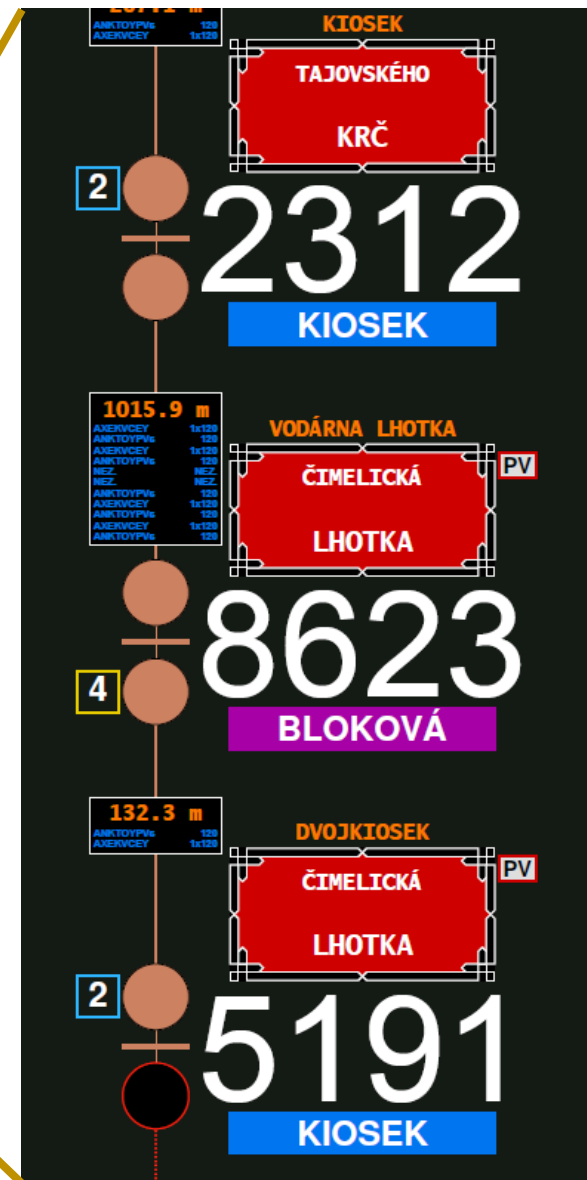 ANKTOYPVs 120
AXEKVCEY 1x120
KIOSEK
TAJOVSKÉHO
KRČ
2
2312
KIOSEK
1015.9 m
AXEKVCEY 1x120
ANKTOYPVs 120
AXEKVCEY 1x120
ANKTOYPVs 120
NEZ. NEZ.
NEZ. NEZ.
ANKTOYPVs 120
AXEKVCEY 1x120
AXEKVCEY 1x120
ANKTOYPVs 120
VODÁRNA LHOTKA
PV
ČIMELICKÁ
LHOTKA
8623
4
BLOKOVÁ
132.3 m
ANKTOYPVs 120
AXEKVCEY 1x120
DVOJKIOSEK
PV
ČIMELICKÁ
LHOTKA
2
5191
KIOSEK